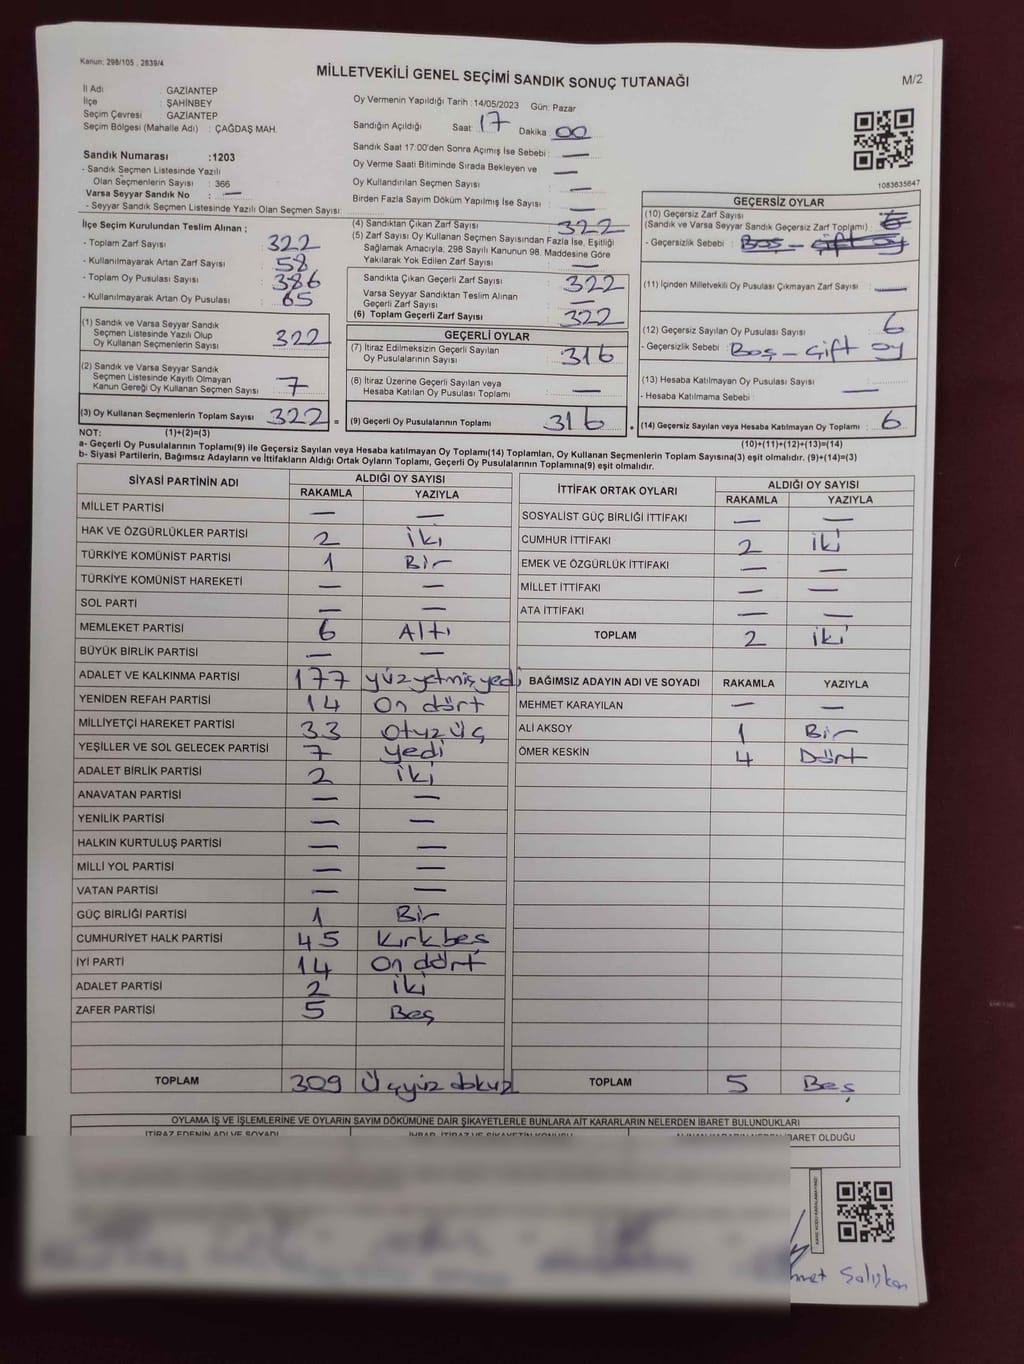 Kanun: 298/105 , 2839/4
MİLLETVEKİLİ GENEL SEÇİMİ SANDIK SONUÇ TUTANAĞI
M/2
İl Adı : GAZİANTEP
İlçe : ŞAHİNBEY
Seçim Çevresi : GAZİANTEP
Seçim Bölgesi (Mahalle Adı) : ÇAĞDAŞ MAH.
Sandık Numarası :1203
- Sandık Seçmen Listesinde Yazılı
Olan Seçmenlerin Sayısı : 366
Varsa Seyyar Sandık No : —
- Seyyar Sandık Seçmen Listesinde Yazılı Olan Seçmen Sayısı:
Oy Vermenin Yapıldığı Tarih :14/05/2023 Gün: Pazar
Sandığın Açıldığı Saat: 17 Dakika: 00
Sandık Saat 17:00'den Sonra Açımış İse Sebebi : —
Oy Verme Saati Bitiminde Sırada Bekleyen ve —
Oy Kullandırılan Seçmen Sayısı : —
Birden Fazla Sayım Döküm Yapılmış İse Sayısı : —
1083635647
İlçe Seçim Kurulundan Teslim Alınan ;
- Toplam Zarf Sayısı : 322
- Kullanılmayarak Artan Zarf Sayısı : 58
- Toplam Oy Pusulası Sayısı : 386
- Kullanılmayarak Artan Oy Pusulası : 65
(1) Sandık ve Varsa Seyyar Sandık
Seçmen Listesinde Yazılı Olup
Oy Kullanan Seçmenlerin Sayısı : 322
(2) Sandık ve Varsa Seyyar Sandık
Seçmen Listesinde Kayıtlı Olmayan
Kanun Gereği Oy Kullanan Seçmen Sayısı : 7
(3) Oy Kullanan Seçmenlerin Toplam Sayısı : 322 =
(4) Sandıktan Çıkan Zarf Sayısı : 322
(5) Zarf Sayısı Oy Kullanan Seçmen Sayısından Fazla İse, Eşitliği
Sağlamak Amacıyla, 298 Sayılı Kanunun 98. Maddesine Göre
Yakılarak Yok Edilen Zarf Sayısı : —
Sandıkta Çıkan Geçerli Zarf Sayısı : 322
Varsa Seyyar Sandıktan Teslim Alınan
Geçerli Zarf Sayısı : —
(6) Toplam Geçerli Zarf Sayısı : 322
GEÇERLİ OYLAR
(7) İtiraz Edilmeksizin Geçerli Sayılan
Oy Pusulalarının Sayısı : 316
(8) İtiraz Üzerine Geçerli Sayılan veya
Hesaba Katılan Oy Pusulası Toplamı : —
(9) Geçerli Oy Pusulalarının Toplamı : 316
GEÇERSİZ OYLAR
(10) Geçersiz Zarf Sayısı
(Sandık ve Varsa Seyyar Sandık Geçersiz Zarf Toplamı) :
- Geçersizlik Sebebi : Boş - Çift oy
(11) İçinden Milletvekili Oy Pusulası Çıkmayan Zarf Sayısı : —
(12) Geçersiz Sayılan Oy Pusulası Sayısı : 6
- Geçersizlik Sebebi : Boş - Çift oy
(13) Hesaba Katılmayan Oy Pusulası Sayısı :
- Hesaba Katılmama Sebebi : —
(14) Geçersiz Sayılan veya Hesaba Katılmayan Oy Toplamı : 6
NOT: (1)+(2)=(3)
(10)+(11)+(12)+(13)=(14)
a- Geçerli Oy Pusulalarının Toplamı(9) ile Geçersiz Sayılan veya Hesaba katılmayan Oy Toplamı(14) Toplamları, Oy Kullanan Seçmenlerin Toplam Sayısına(3) eşit olmalıdır. (9)+(14)=(3)
b- Siyasi Partilerin, Bağımsız Adayların ve İttifakların Aldığı Ortak Oyların Toplamı, Geçerli Oy Pusulalarının Toplamına(9) eşit olmalıdır.
SİYASİ PARTİNİN ADI ALDIĞI OY SAYISI
RAKAMLA YAZIYLA
MİLLET PARTİSİ — —
HAK VE ÖZGÜRLÜKLER PARTİSİ 2 iki
TÜRKİYE KOMÜNİST PARTİSİ 1 Bir
TÜRKİYE KOMÜNİST HAREKETİ — —
SOL PARTİ — —
MEMLEKET PARTİSİ 6 Altı
BÜYÜK BİRLİK PARTİSİ — —
ADALET VE KALKINMA PARTİSİ 177 yüzyetmişyedi
YENİDEN REFAH PARTİSİ 14 On dört
MİLLİYETÇİ HAREKET PARTİSİ 33 Otuz üç
YEŞİLLER VE SOL GELECEK PARTİSİ 7 yedi
ADALET BİRLİK PARTİSİ 2 iki
ANAVATAN PARTİSİ — —
YENİLİK PARTİSİ — —
HALKIN KURTULUŞ PARTİSİ — —
MİLLİ YOL PARTİSİ — —
VATAN PARTİSİ — —
GÜÇ BİRLİĞİ PARTİSİ 1 Bir
CUMHURİYET HALK PARTİSİ 45 Kırkbeş
İYİ PARTİ 14 On dört
ADALET PARTİSİ 2 iki
ZAFER PARTİSİ 5 Beş
TOPLAM 309 Üçyüz dokuz
İTTİFAK ORTAK OYLARI ALDIĞI OY SAYISI
RAKAMLA YAZIYLA
SOSYALİST GÜÇ BİRLİĞİ İTTİFAKI — —
CUMHUR İTTİFAKI 2 iki
EMEK VE ÖZGÜRLÜK İTTİFAKI — —
MİLLET İTTİFAKI — —
ATA İTTİFAKI — —
TOPLAM 2 iki
BAĞIMSIZ ADAYIN ADI VE SOYADI RAKAMLA YAZIYLA
MEHMET KARAYILAN — —
ALİ AKSOY 1 Bir
ÖMER KESKİN 4 Dört
TOPLAM 5 Beş
OYLAMA İŞ VE İŞLEMLERİNE VE OYLARIN SAYIM DÖKÜMÜNE DAİR ŞİKAYETLERLE BUNLARA AİT KARARLARIN NELERDEN İBARET BULUNDUKLARI
İTİRAZ EDENİN ADI VE SOYADI
İBARET OLDUĞU
KARE KODU KARALAMAYINIZ!